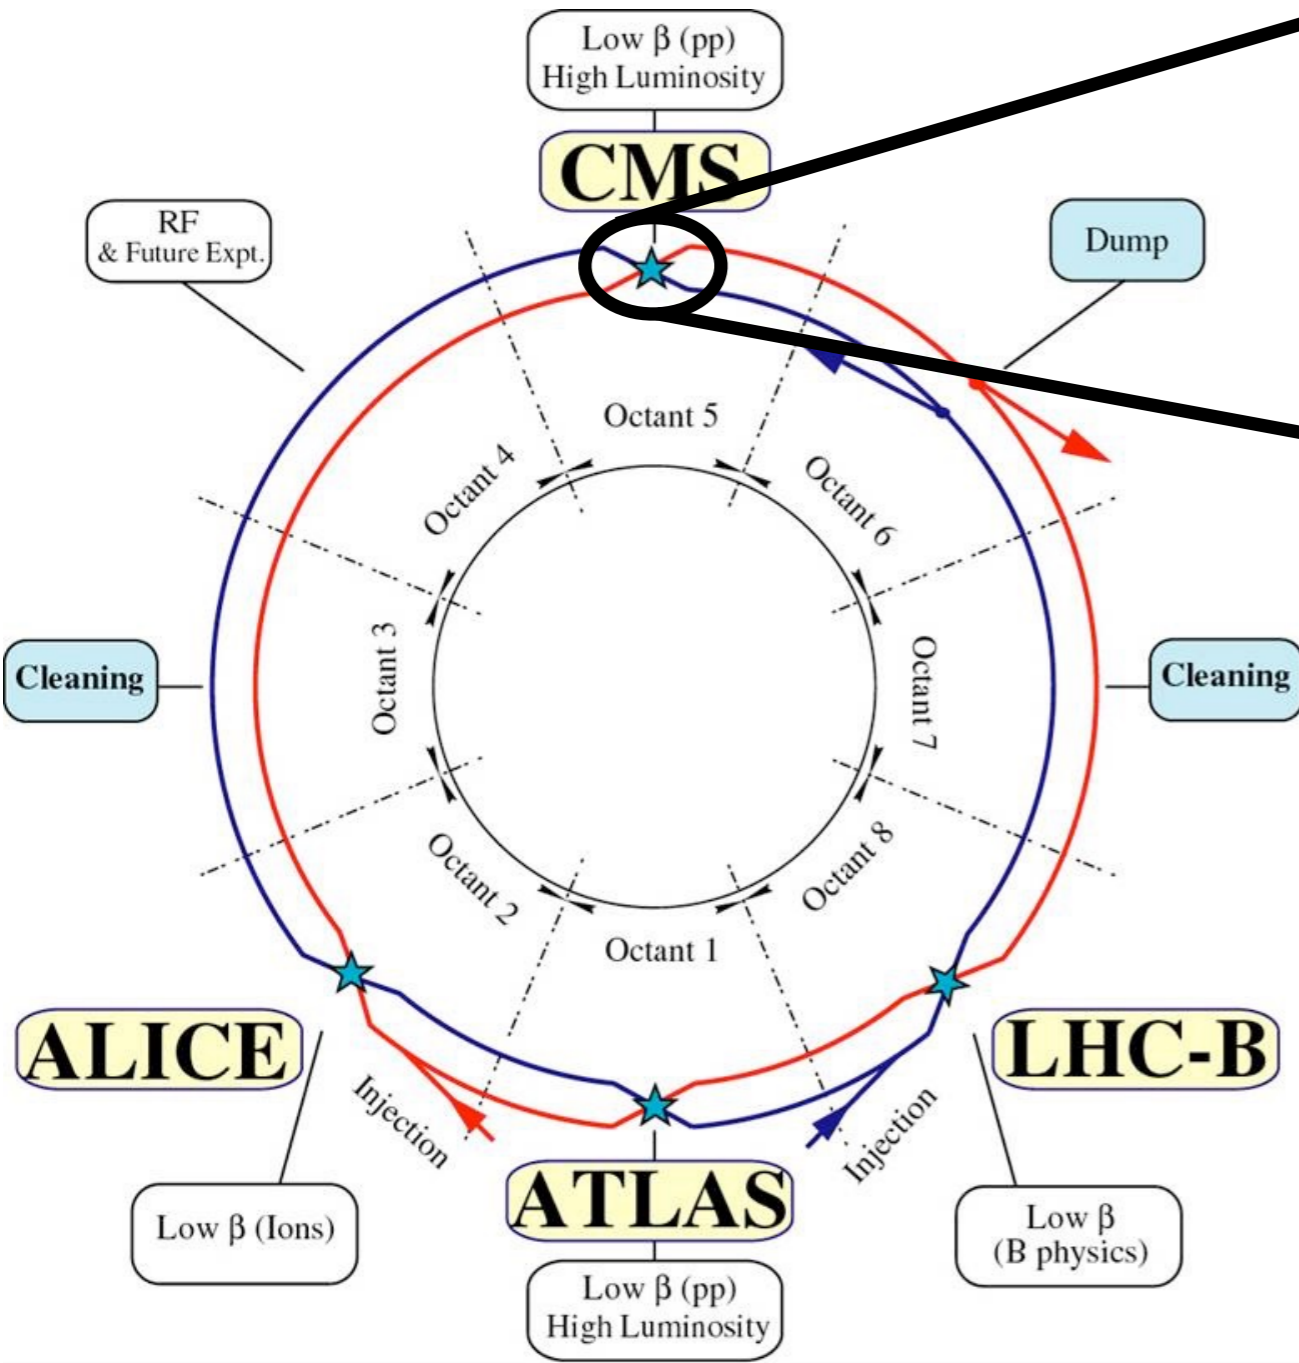 Low β (pp)
High Luminosity
CMS
RF
& Future Expt.
Dump
Octant 5
Octant 4
Octant 6
Octant 3
Octant 7
Cleaning
Cleaning
Octant 2
Octant 8
Octant 1
ALICE
LHC-B
Injection
Injection
ATLAS
Low β (Ions)
Low β
(B physics)
Low β (pp)
High Luminosity